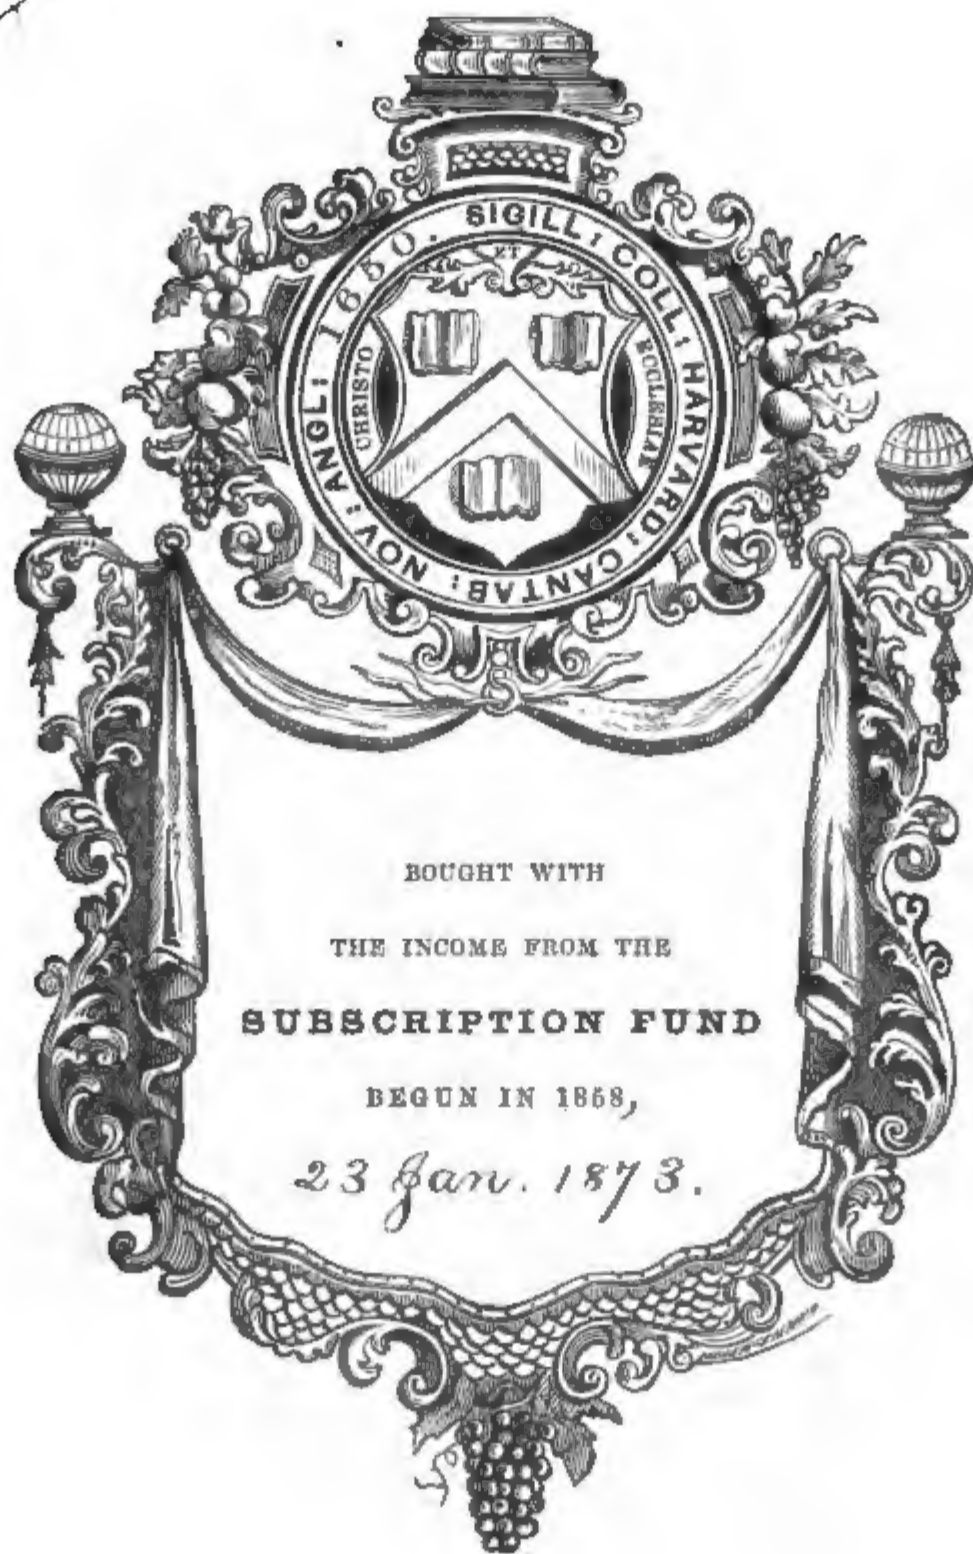 SIGILL: COLL: HARVARD: CANTAB: NOV: ANGL: 1650.
CHRISTO
ET
ECCLESIAE
BOUGHT WITH
THE INCOME FROM THE
SUBSCRIPTION FUND
BEGUN IN 1858,
23 Jan. 1873.